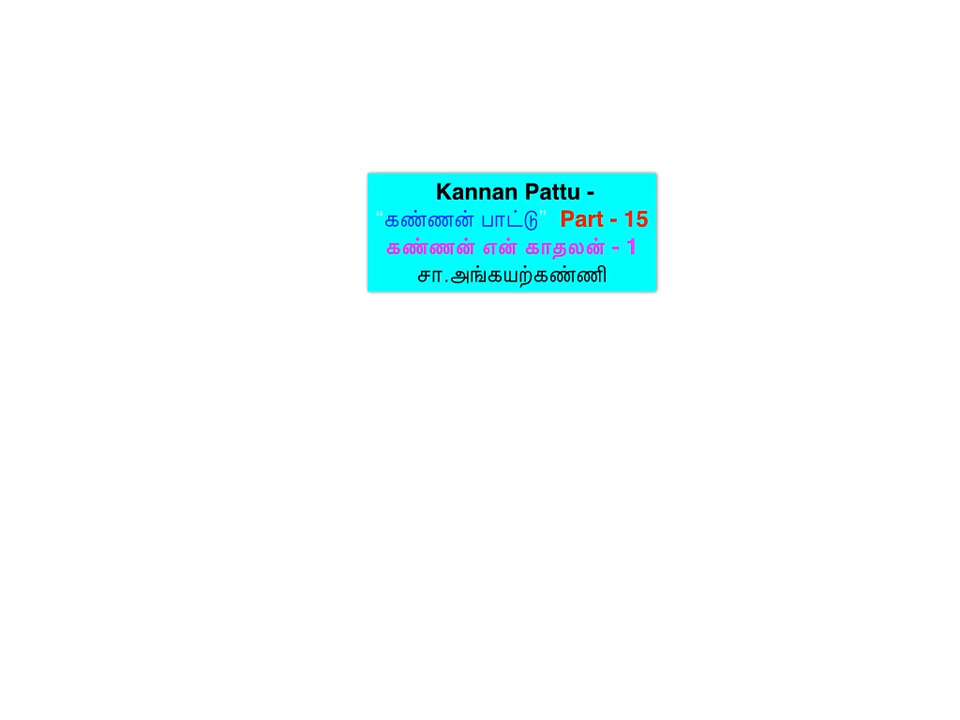 Kannan Pattu -
“கண்ணன் பாட்டு” Part - 15
கண்ணன் என் காதலன் - 1
சா.அங்கயற்கண்ணி